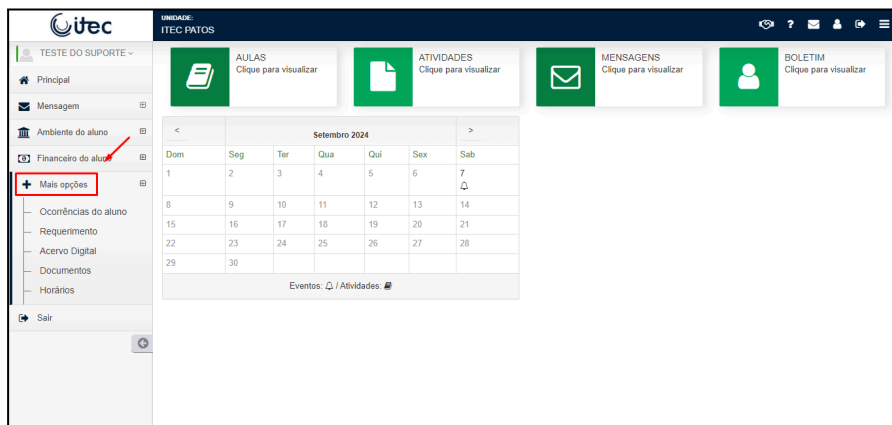 itec
UNIDADE:
ITEC PATOS
?
TESTE DO SUPORTE
Principal
Mensagem
Ambiente do aluno
Financeiro do aluno
Mais opções
Ocorrências do aluno
Requerimento
Acervo Digital
Documentos
Horários
Sair
AULAS
Clique para visualizar
ATIVIDADES
Clique para visualizar
MENSAGENS
Clique para visualizar
BOLETIM
Clique para visualizar
< Setembro 2024 >
Dom Seg Ter Qua Qui Sex Sab
1 2 3 4 5 6 7
8 9 10 11 12 13 14
15 16 17 18 19 20 21
22 23 24 25 26 27 28
29 30
Eventos: / Atividades: